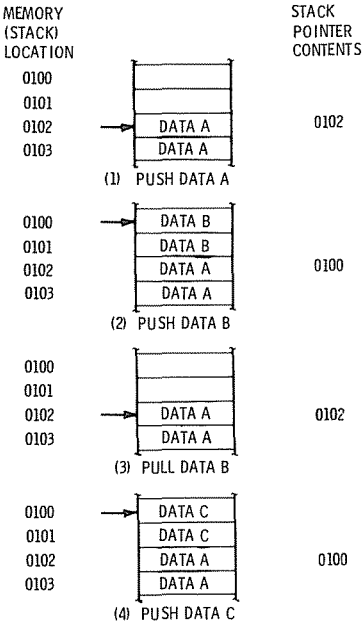 MEMORY
(STACK)
LOCATION
STACK
POINTER
CONTENTS
0100
0101
0102 DATA A 0102
0103 DATA A
(1) PUSH DATA A
0100 DATA B
0101 DATA B
0102 DATA A 0100
0103 DATA A
(2) PUSH DATA B
0100
0101
0102 DATA A 0102
0103 DATA A
(3) PULL DATA B
0100 DATA C
0101 DATA C
0102 DATA A 0100
0103 DATA A
(4) PUSH DATA C